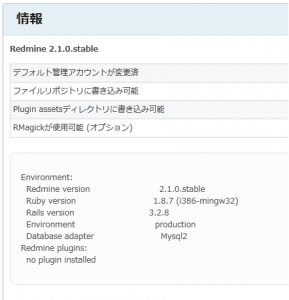 情報
Redmine 2.1.0.stable
デフォルト管理アカウントが変更済
ファイルリポジトリに書き込み可能
Plugin assetsディレクトリに書き込み可能
RMagickが使用可能 (オプション)
Environment:
Redmine version 2.1.0.stable
Ruby version 1.8.7 (i386-mingw32)
Rails version 3.2.8
Environment production
Database adapter Mysql2
Redmine plugins:
no plugin installed